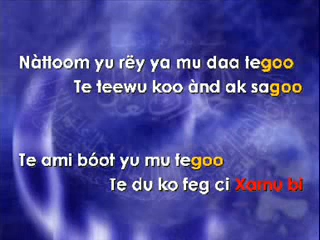 Nàttoom yu rëy ya mu daa tegoo
Te teewu koo ànd ak sagoo
Te ami bóot yu mu fegoo
Te du ko feg ci Xamu bi